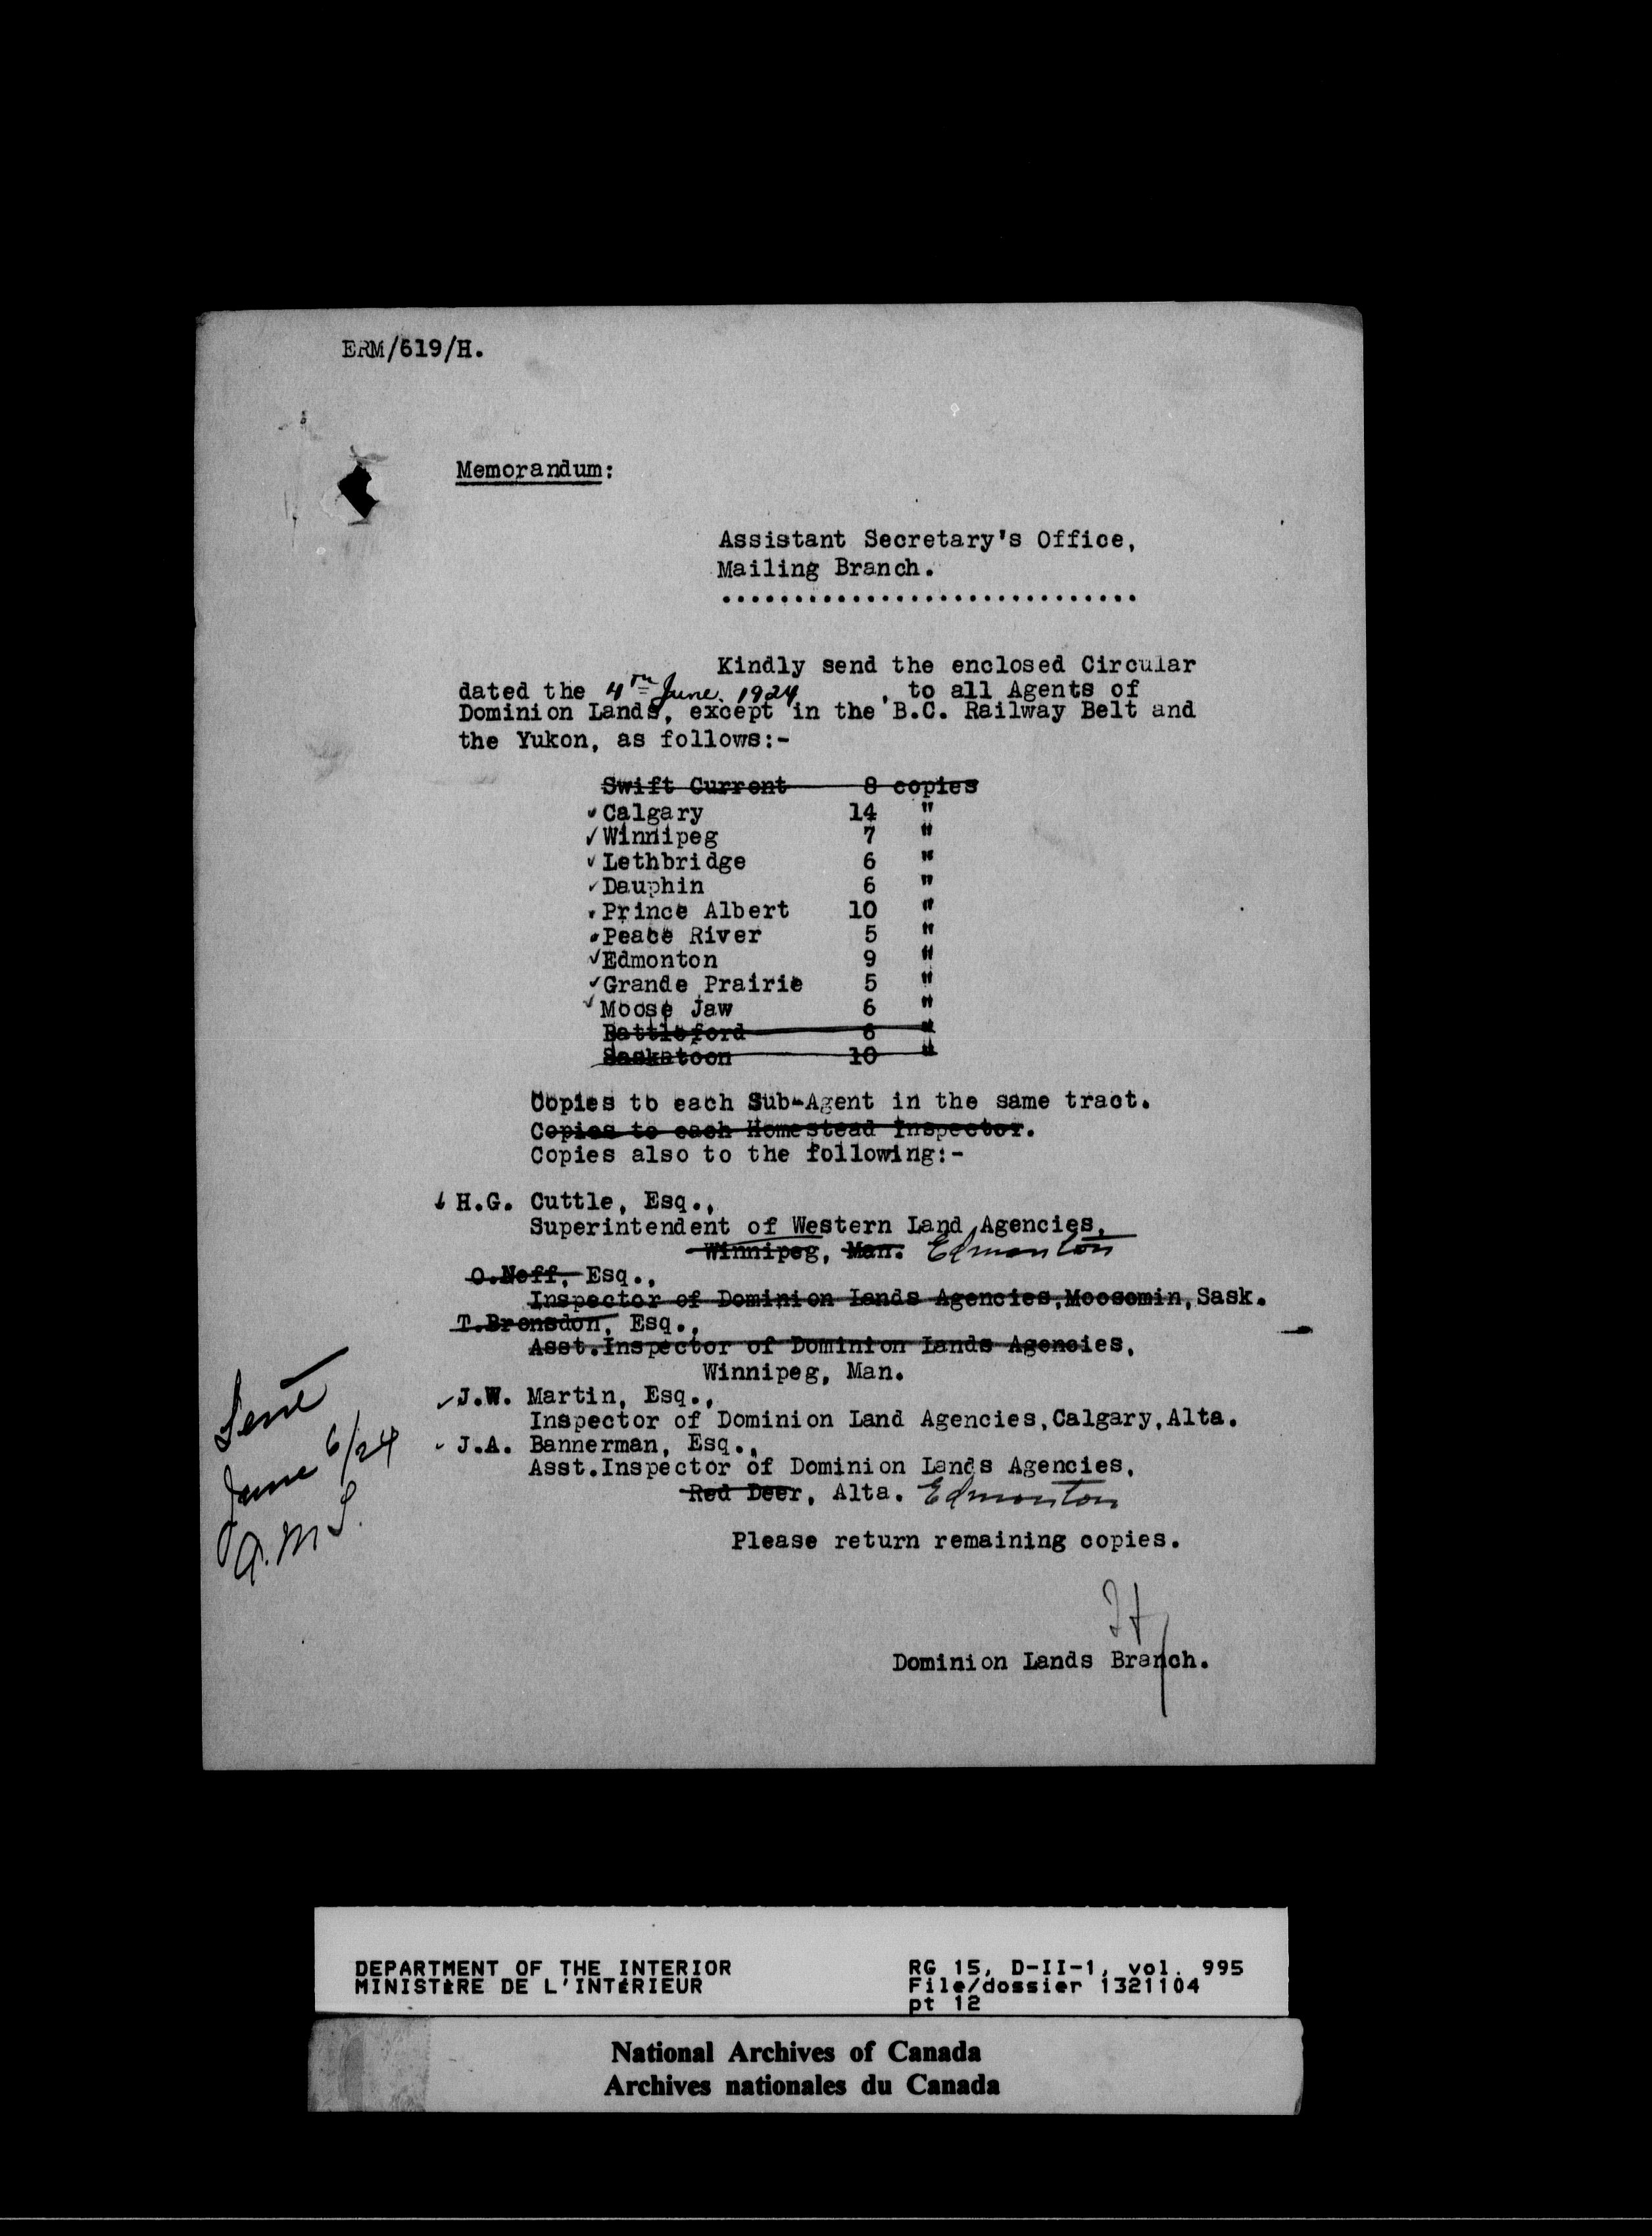 ERM/619/H.
Memorandum:
Assistant Secretary's Office,
Mailing Branch.
.............................
Kindly send the enclosed Circular
dated the 4th June. 1924, to all Agents of
Dominion Lands, except in the B.C. Railway Belt and
the Yukon, as follows:-
Swift Current 8 copies
Calgary 14 "
Winnipeg 7 "
Lethbridge 6 "
Dauphin 6 "
Prince Albert 10 "
Peace River 5 "
Edmonton 9 "
Grande Prairie 5 "
Moose Jaw 6 "
Battleford 6 "
Saskatoon 10 "
Copies to each Sub-Agent in the same tract.
Copies to each Homestead Inspector.
Copies also to the following:-
H.G. Cuttle, Esq.,
Superintendent of Western Land Agencies,
Winnipeg, Man. Edmonton
O.Neff, Esq.,
Inspector of Dominion Lands Agencies,Moosomin,Sask.
T.Bronsdon, Esq.,
Asst.Inspector of Dominion Lands Agencies,
Winnipeg, Man.
J.W. Martin, Esq.,
Inspector of Dominion Land Agencies,Calgary,Alta.
J.A. Bannerman, Esq.,
Asst.Inspector of Dominion Lands Agencies,
Red Deer, Alta. Edmonton
Sent
June 6/24
A.M.S.
Please return remaining copies.
Dominion Lands Branch.
DEPARTMENT OF THE INTERIOR
MINISTÈRE DE L'INTÉRIEUR
RG 15, D-II-1, vol. 995
File/dossier 1321104
pt 12
National Archives of Canada
Archives nationales du Canada